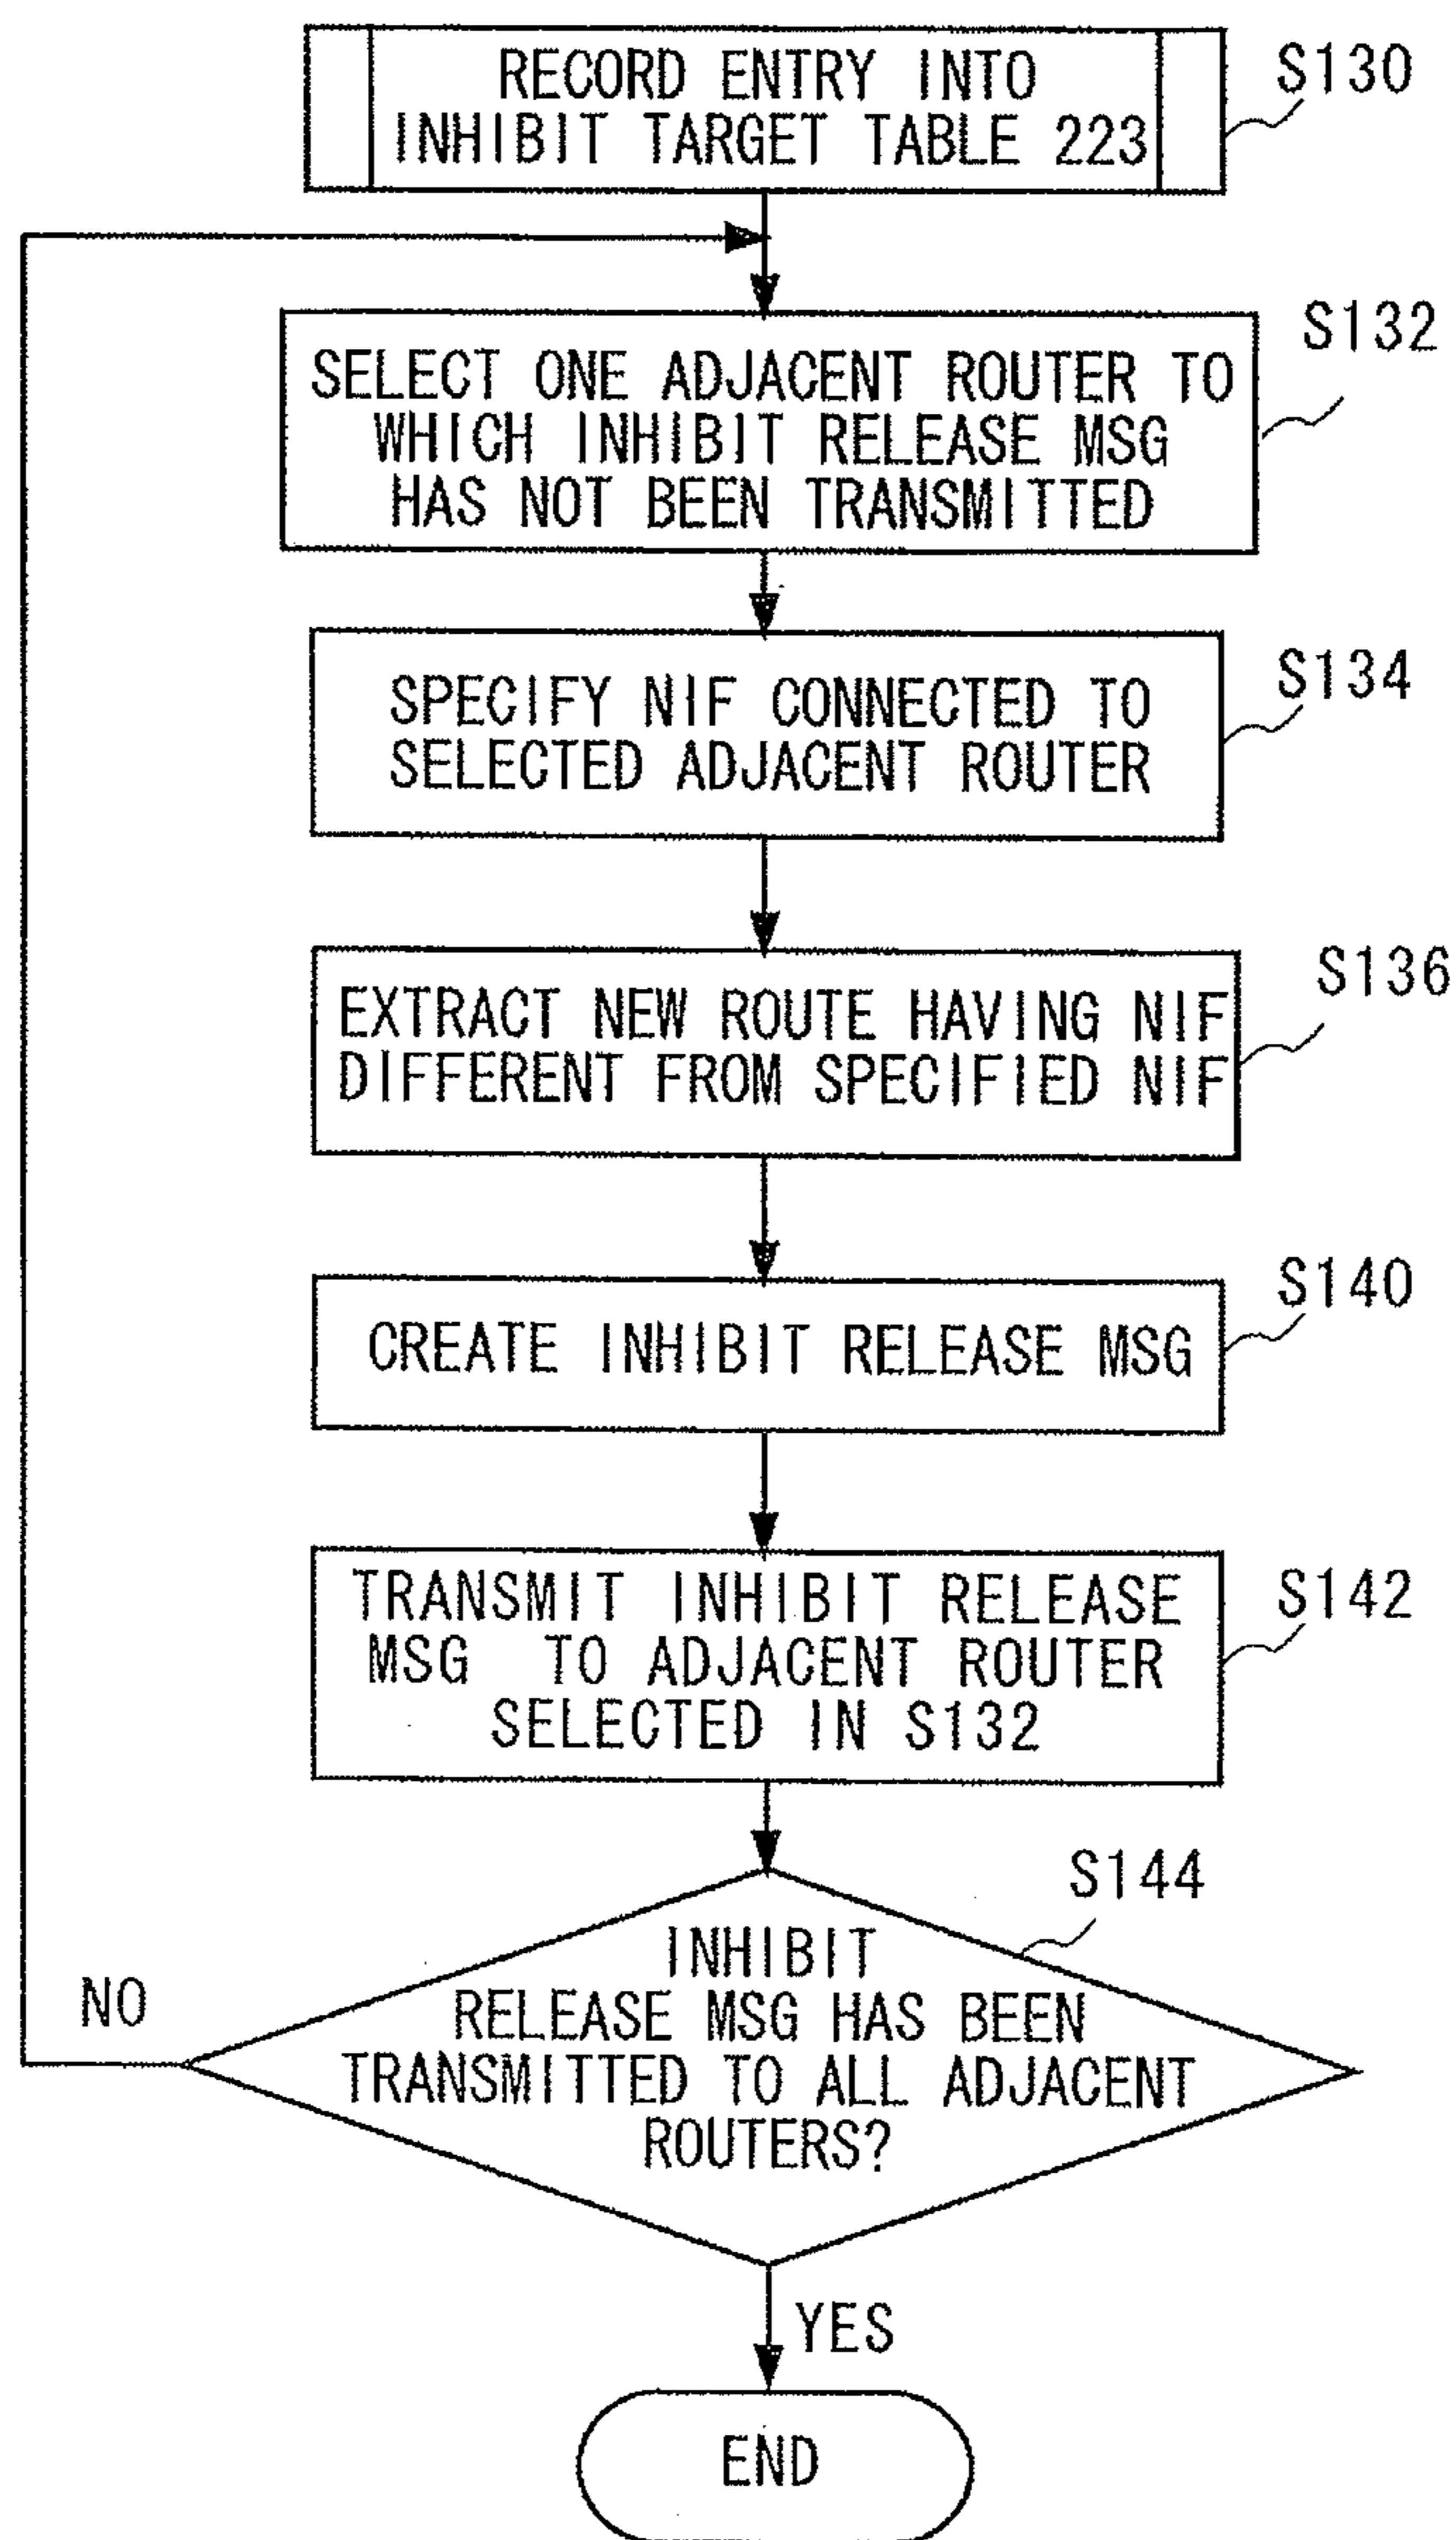 RECORD ENTRY INTO
INHIBIT TARGET TABLE 223
S130
SELECT ONE ADJACENT ROUTER TO
WHICH INHIBIT RELEASE MSG
HAS NOT BEEN TRANSMITTED
S132
SPECIFY NIF CONNECTED TO
SELECTED ADJACENT ROUTER
S134
EXTRACT NEW ROUTE HAVING NIF
DIFFERENT FROM SPECIFIED NIF
S136
CREATE INHIBIT RELEASE MSG
S140
TRANSMIT INHIBIT RELEASE
MSG TO ADJACENT ROUTER
SELECTED IN S132
S142
INHIBIT
RELEASE MSG HAS BEEN
TRANSMITTED TO ALL ADJACENT
ROUTERS?
S144
NO
YES
END